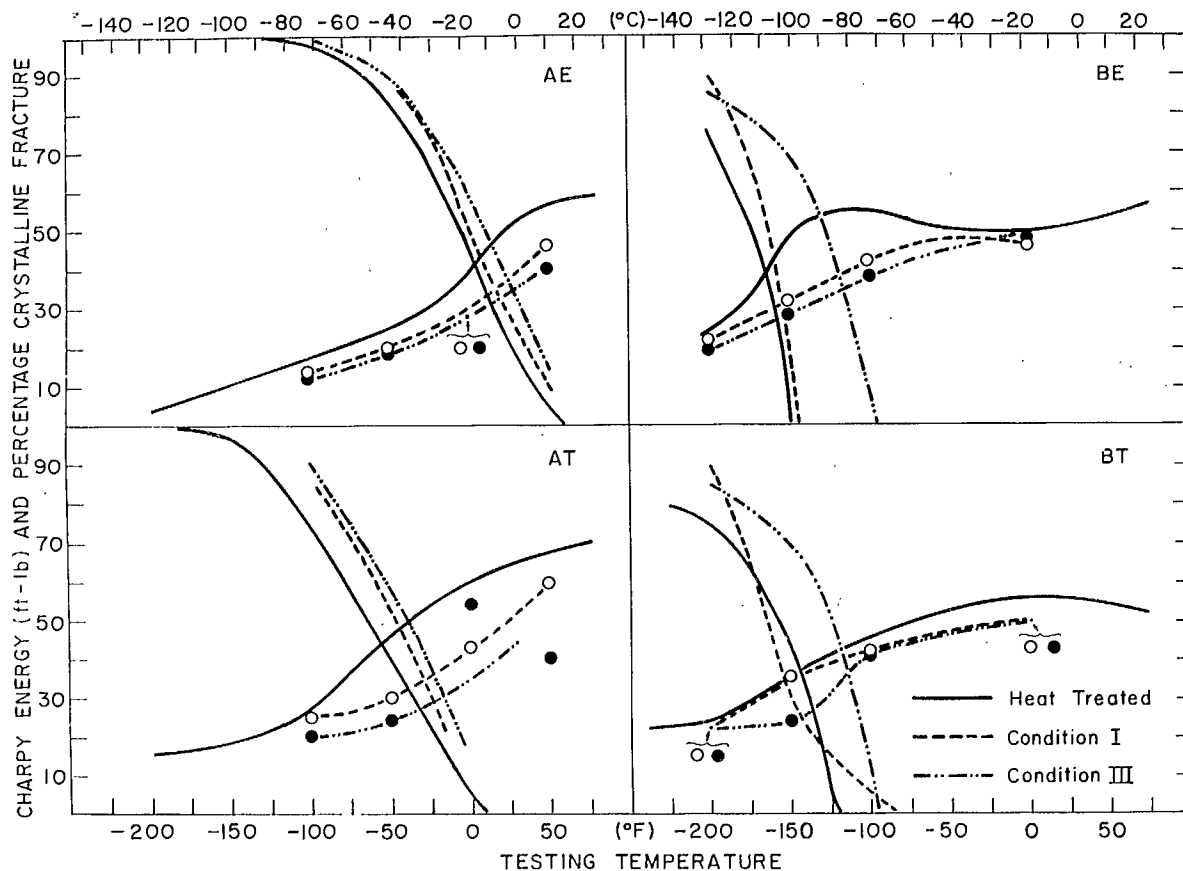 -140 -120 -100 -80 -60 -40 -20 0 20 (°C) -140 -120 -100 -80 -60 -40 -20 0 20
CHARPY ENERGY (ft-lb) AND PERCENTAGE CRYSTALLINE FRACTURE
AE
BE
90
70
50
30
10
AT
BT
90
70
50
30
10
Heat Treated
Condition I
Condition III
-200 -150 -100 -50 0 50 (°F) -200 -150 -100 -50 0 50
TESTING TEMPERATURE